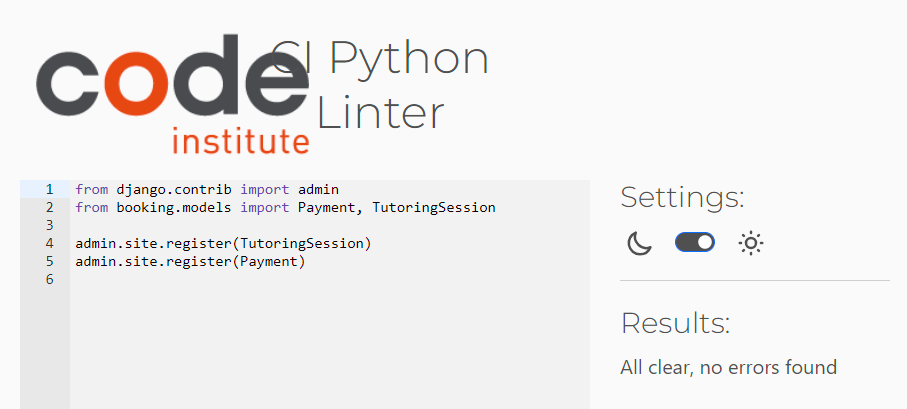 code
institute
CI Python
Linter
1 from django.contrib import admin
2 from booking.models import Payment, TutoringSession
3
4 admin.site.register(TutoringSession)
5 admin.site.register(Payment)
6
Settings:
Results:
All clear, no errors found